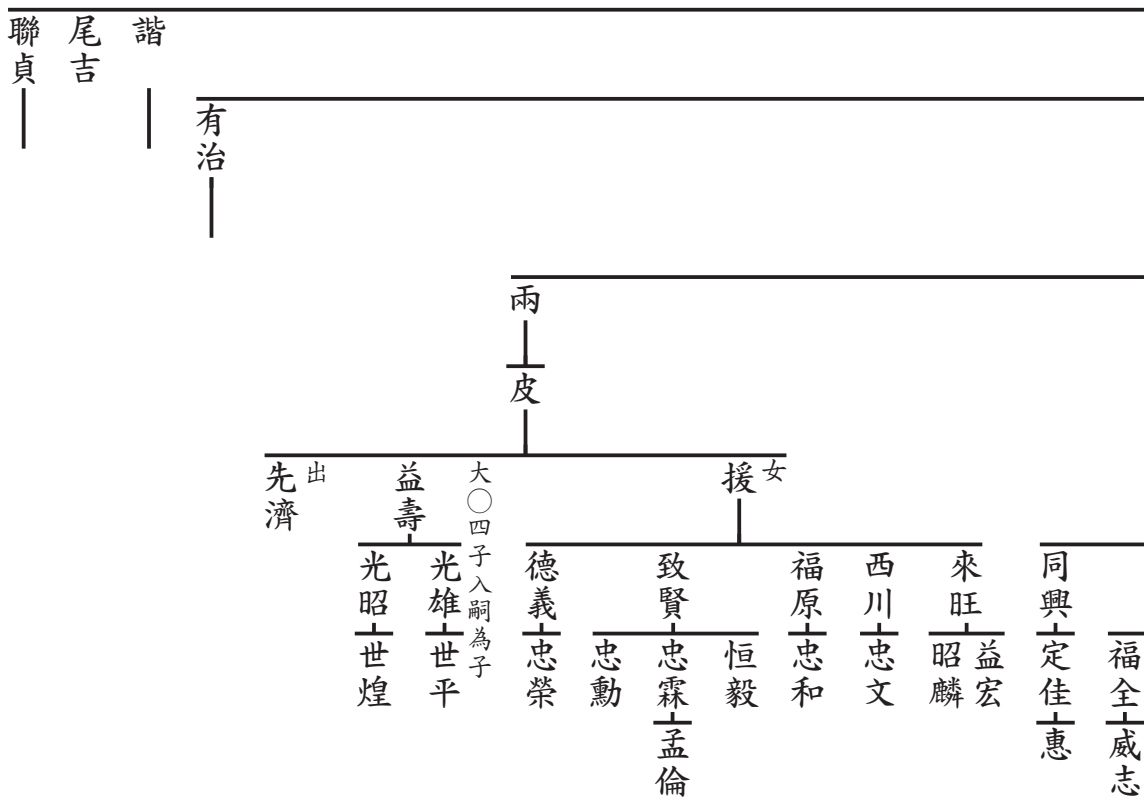 諧
尾吉
聯貞
有治
兩
皮
女
援
大〇四子入嗣為子
益壽
出
先濟
同興
來旺
西川
福原
致賢
德義
光雄
光昭
福全
定佳
益宏
昭麟
忠文
忠和
恒毅
忠霖
忠勳
忠榮
世平
世煌
威志
惠
孟倫